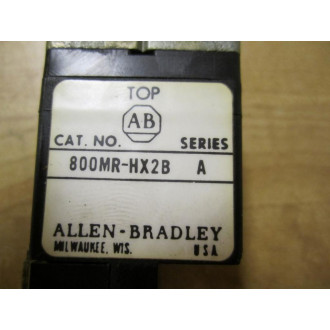 TOP
AB
CAT. NO. SERIES
800MR-HX2B A
ALLEN-BRADLEY
MILWAUKEE, WIS. USA